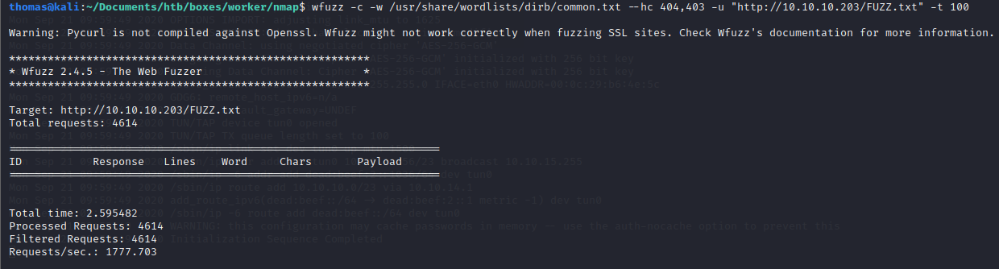 thomas@kali:~/Documents/htb/boxes/worker/nmap$ wfuzz -c -w /usr/share/wordlists/dirb/common.txt --hc 404,403 -u "http://10.10.10.203/FUZZ.txt" -t 100
Warning: Pycurl is not compiled against Openssl. Wfuzz might not work correctly when fuzzing SSL sites. Check Wfuzz's documentation for more information.
********************************************************
* Wfuzz 2.4.5 - The Web Fuzzer                         *
********************************************************
Target: http://10.10.10.203/FUZZ.txt
Total requests: 4614
===================================================================
ID           Response   Lines    Word     Chars       Payload
===================================================================
Total time: 2.595482
Processed Requests: 4614
Filtered Requests: 4614
Requests/sec.: 1777.703